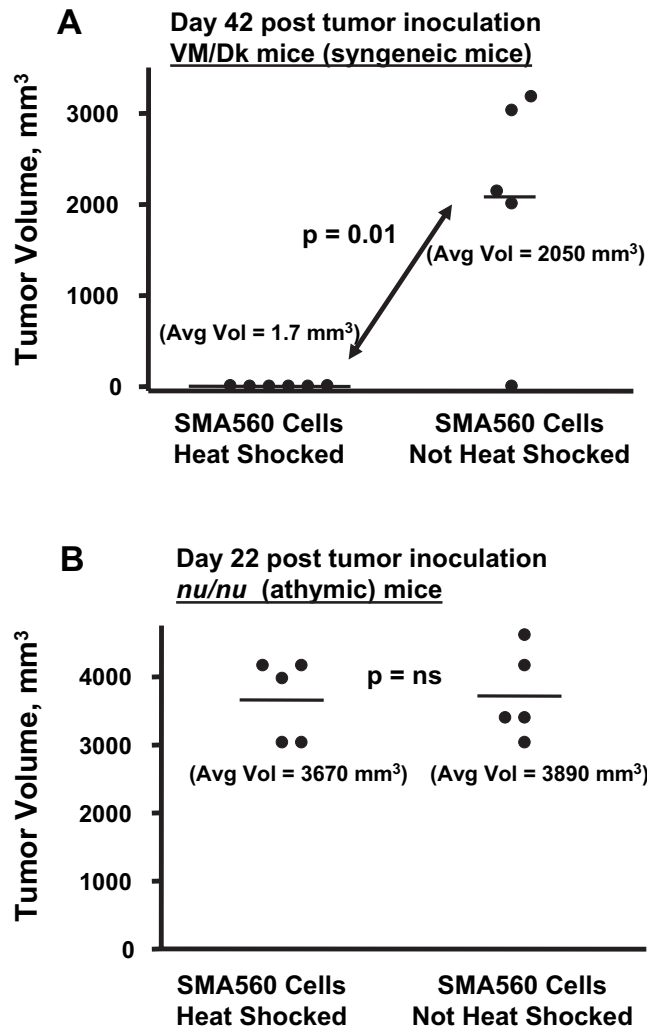 A
Day 42 post tumor inoculation
VM/Dk mice (syngeneic mice)
Tumor Volume, mm³
3000
2000
1000
0
p = 0.01
(Avg Vol = 2050 mm³)
(Avg Vol = 1.7 mm³)
SMA560 Cells
Heat Shocked
SMA560 Cells
Not Heat Shocked
B
Day 22 post tumor inoculation
nu/nu (athymic) mice
Tumor Volume, mm³
4000
3000
2000
1000
0
p = ns
(Avg Vol = 3670 mm³)
(Avg Vol = 3890 mm³)
SMA560 Cells
Heat Shocked
SMA560 Cells
Not Heat Shocked